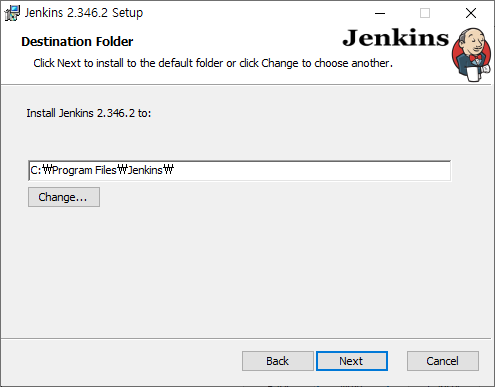 Jenkins 2.346.2 Setup
Destination Folder
Click Next to install to the default folder or click Change to choose another.
Jenkins
Install Jenkins 2.346.2 to:
C:₩Program Files₩Jenkins₩
Change...
Back
Next
Cancel